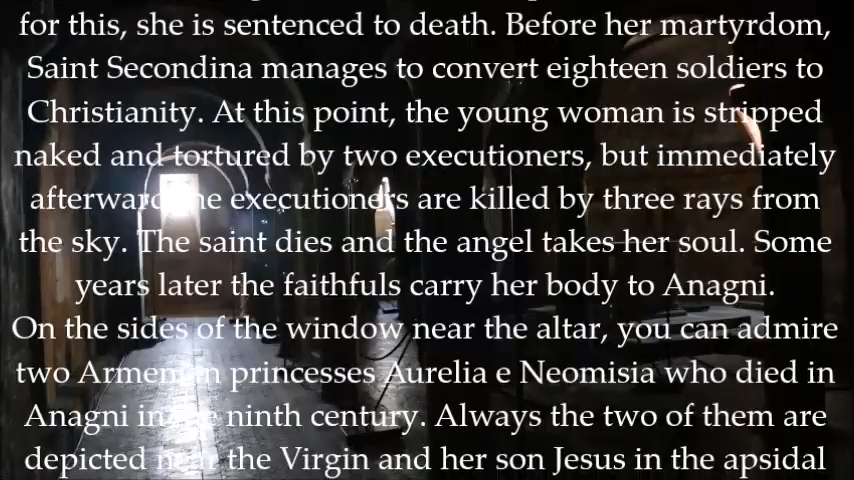 for this, she is sentenced to death. Before her martyrdom,
Saint Secondina manages to convert eighteen soldiers to
Christianity. At this point, the young woman is stripped
naked and tortured by two executioners, but immediately
afterward the executioners are killed by three rays from
the sky. The saint dies and the angel takes her soul. Some
years later the faithfuls carry her body to Anagni.
On the sides of the window near the altar, you can admire
two Armenian princesses Aurelia e Neomisia who died in
Anagni in the ninth century. Always the two of them are
depicted near the Virgin and her son Jesus in the apsidal